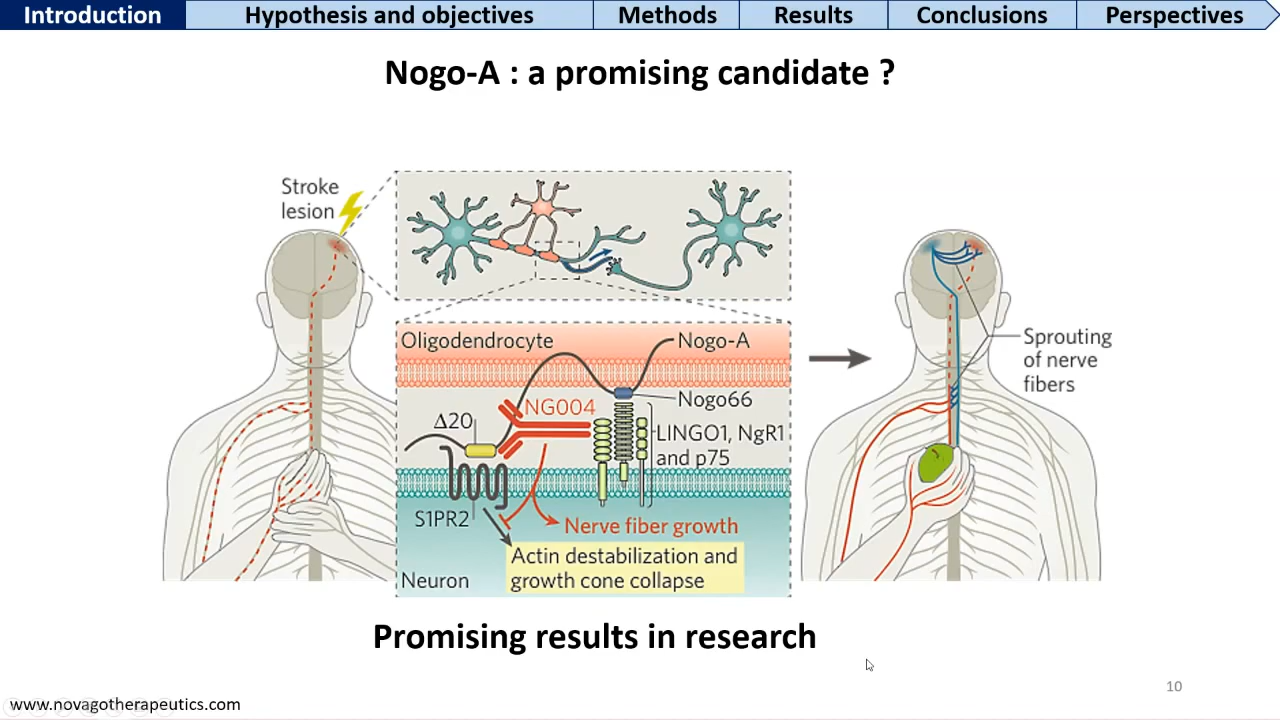 Introduction
Hypothesis and objectives
Methods
Results
Conclusions
Perspectives
Nogo-A : a promising candidate ?
Stroke
lesion
Oligodendrocyte
Nogo-A
Nogo66
NG004
Δ20
LINGO1, NgR1
and p75
S1PR2
Nerve fiber growth
Actin destabilization and
growth cone collapse
Neuron
Sprouting
of nerve
fibers
Promising results in research
10
www.novagotherapeutics.com